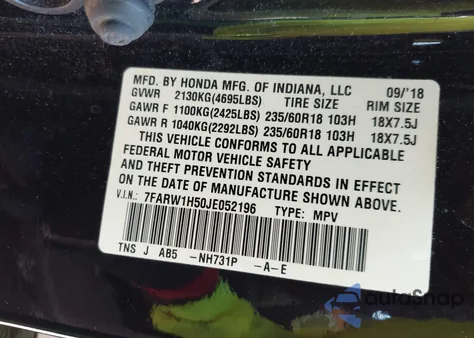 MFD. BY HONDA MFG. OF INDIANA, LLC 09/'18
GVWR 2130KG(4695LBS) TIRE SIZE RIM SIZE
GAWR F 1100KG(2425LBS) 235/60R18 103H 18X7.5J
GAWR R 1040KG(2292LBS) 235/60R18 103H 18X7.5J
THIS VEHICLE CONFORMS TO ALL APPLICABLE
FEDERAL MOTOR VEHICLE SAFETY
AND THEFT PREVENTION STANDARDS IN EFFECT
ON THE DATE OF MANUFACTURE SHOWN ABOVE.
V.I.N.: 7FARW1H50JE052196 TYPE: MPV
TNS J AB5 -NH731P -A-E
autoSnap